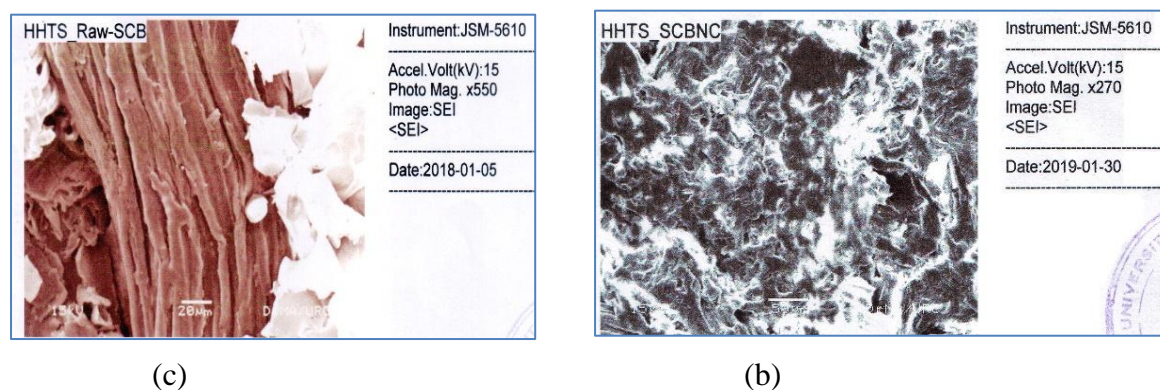 HHTS_Raw-SCB
Instrument:JSM-5610
Accel.Volt(kV):15
Photo Mag. x550
Image:SEI
<SEI>
Date:2018-01-05
15kV
20μm
HHTS_SCBNC
Instrument:JSM-5610
Accel.Volt(kV):15
Photo Mag. x270
Image:SEI
<SEI>
Date:2019-01-30
(c)
(b)